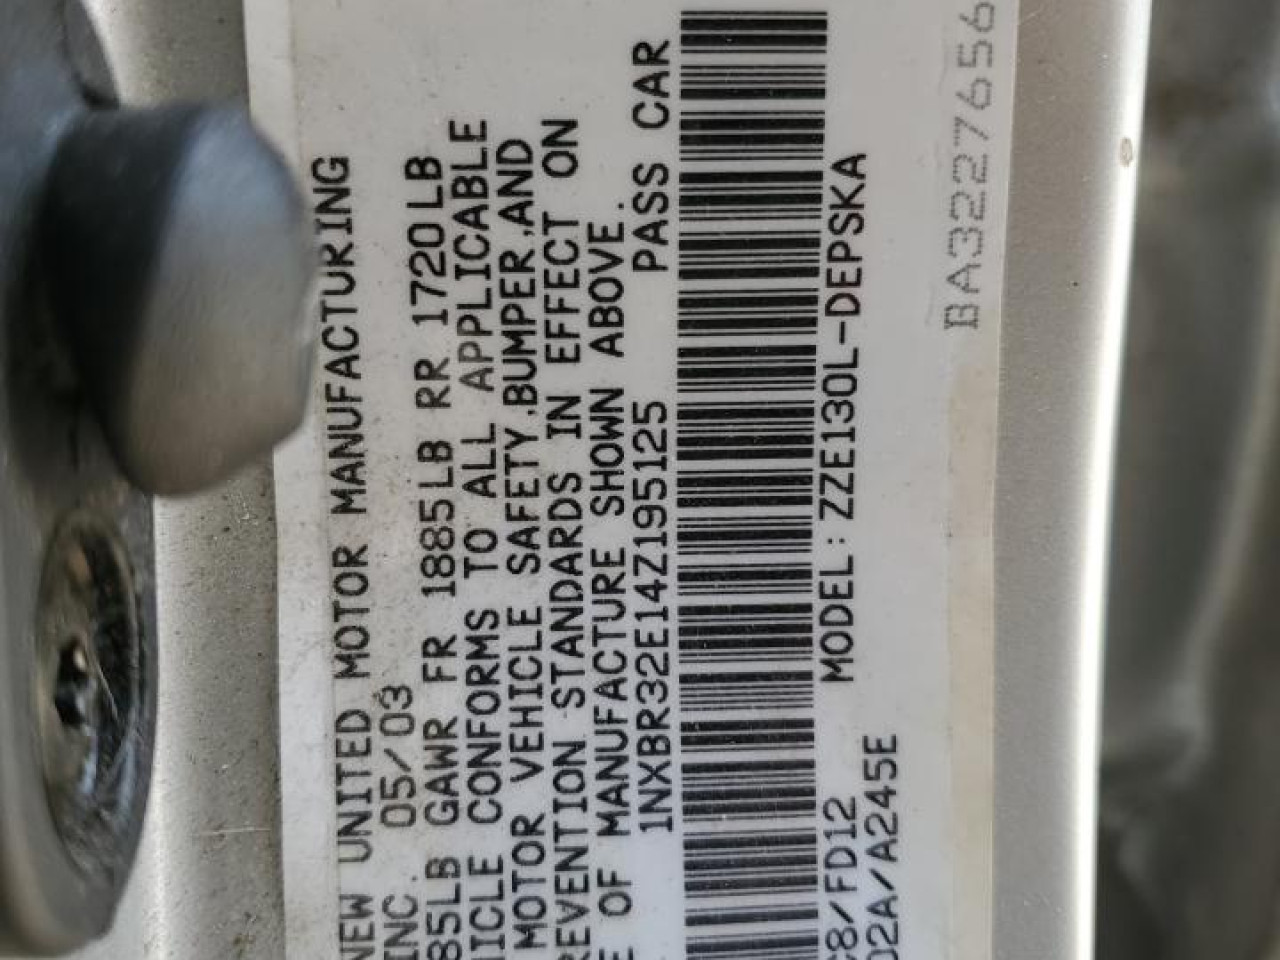 NEW UNITED MOTOR MANUFACTURING
INC. 05/03
85LB GAWR FR 1885LB RR 1720LB
HICLE CONFORMS TO ALL APPLICABLE
MOTOR VEHICLE SAFETY,BUMPER,AND
REVENTION STANDARDS IN EFFECT ON
E OF MANUFACTURE SHOWN ABOVE.
1NXBR32E14Z195125 PASS CAR
MODEL: ZZE130L-DEPSKA
C8/FD12
02A/A245E
BA3227656